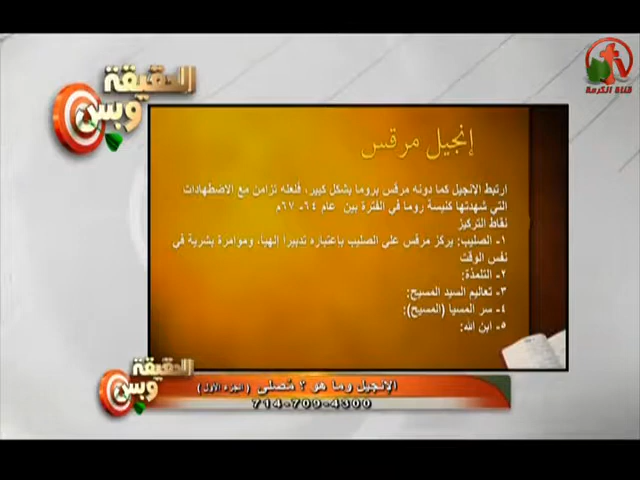 الحقيقة
وبس
tv
قناة الكرمة
إنجيل مرقس
ارتبط الإنجيل كما دونه مرقس بروما بشكل كبير، فلعله تزامن مع الاضطهادات
التي شهدتها كنيسة روما في الفترة بين عام ٦٤- ٦٧م
نقاط التركيز
١- الصليب: يركز مرقس على الصليب باعتباره تدبيرا إلهيا، ومؤامرة بشرية في
نفس الوقت
٢- التلمذة:
٣- تعاليم السيد المسيح:
٤- سر المسيا (المسيح):
٥- ابن الله:
الحقيقة
وبس
الإنجيل وما هو ؟ مُصلى (الجزء الأول)
714-709-4300